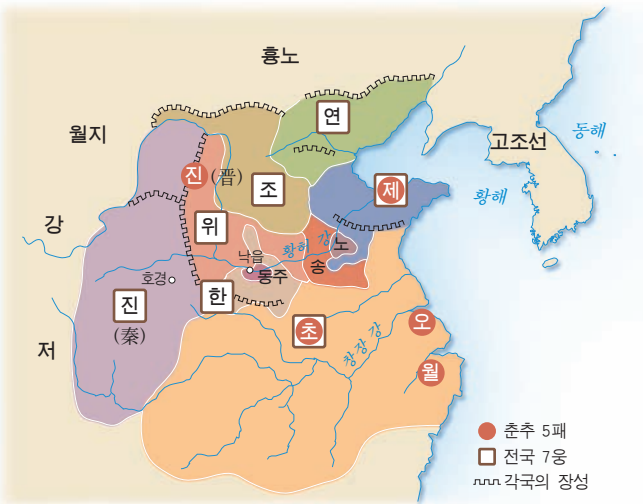 흉노
연
월지
고조선
동해
진 (晋)
조
제
황해
강
위
황허 강
노
낙읍
송
동주
호경
한
진
(秦)
초
오
창장 강
저
월
춘추 5패
전국 7웅
각국의 장성